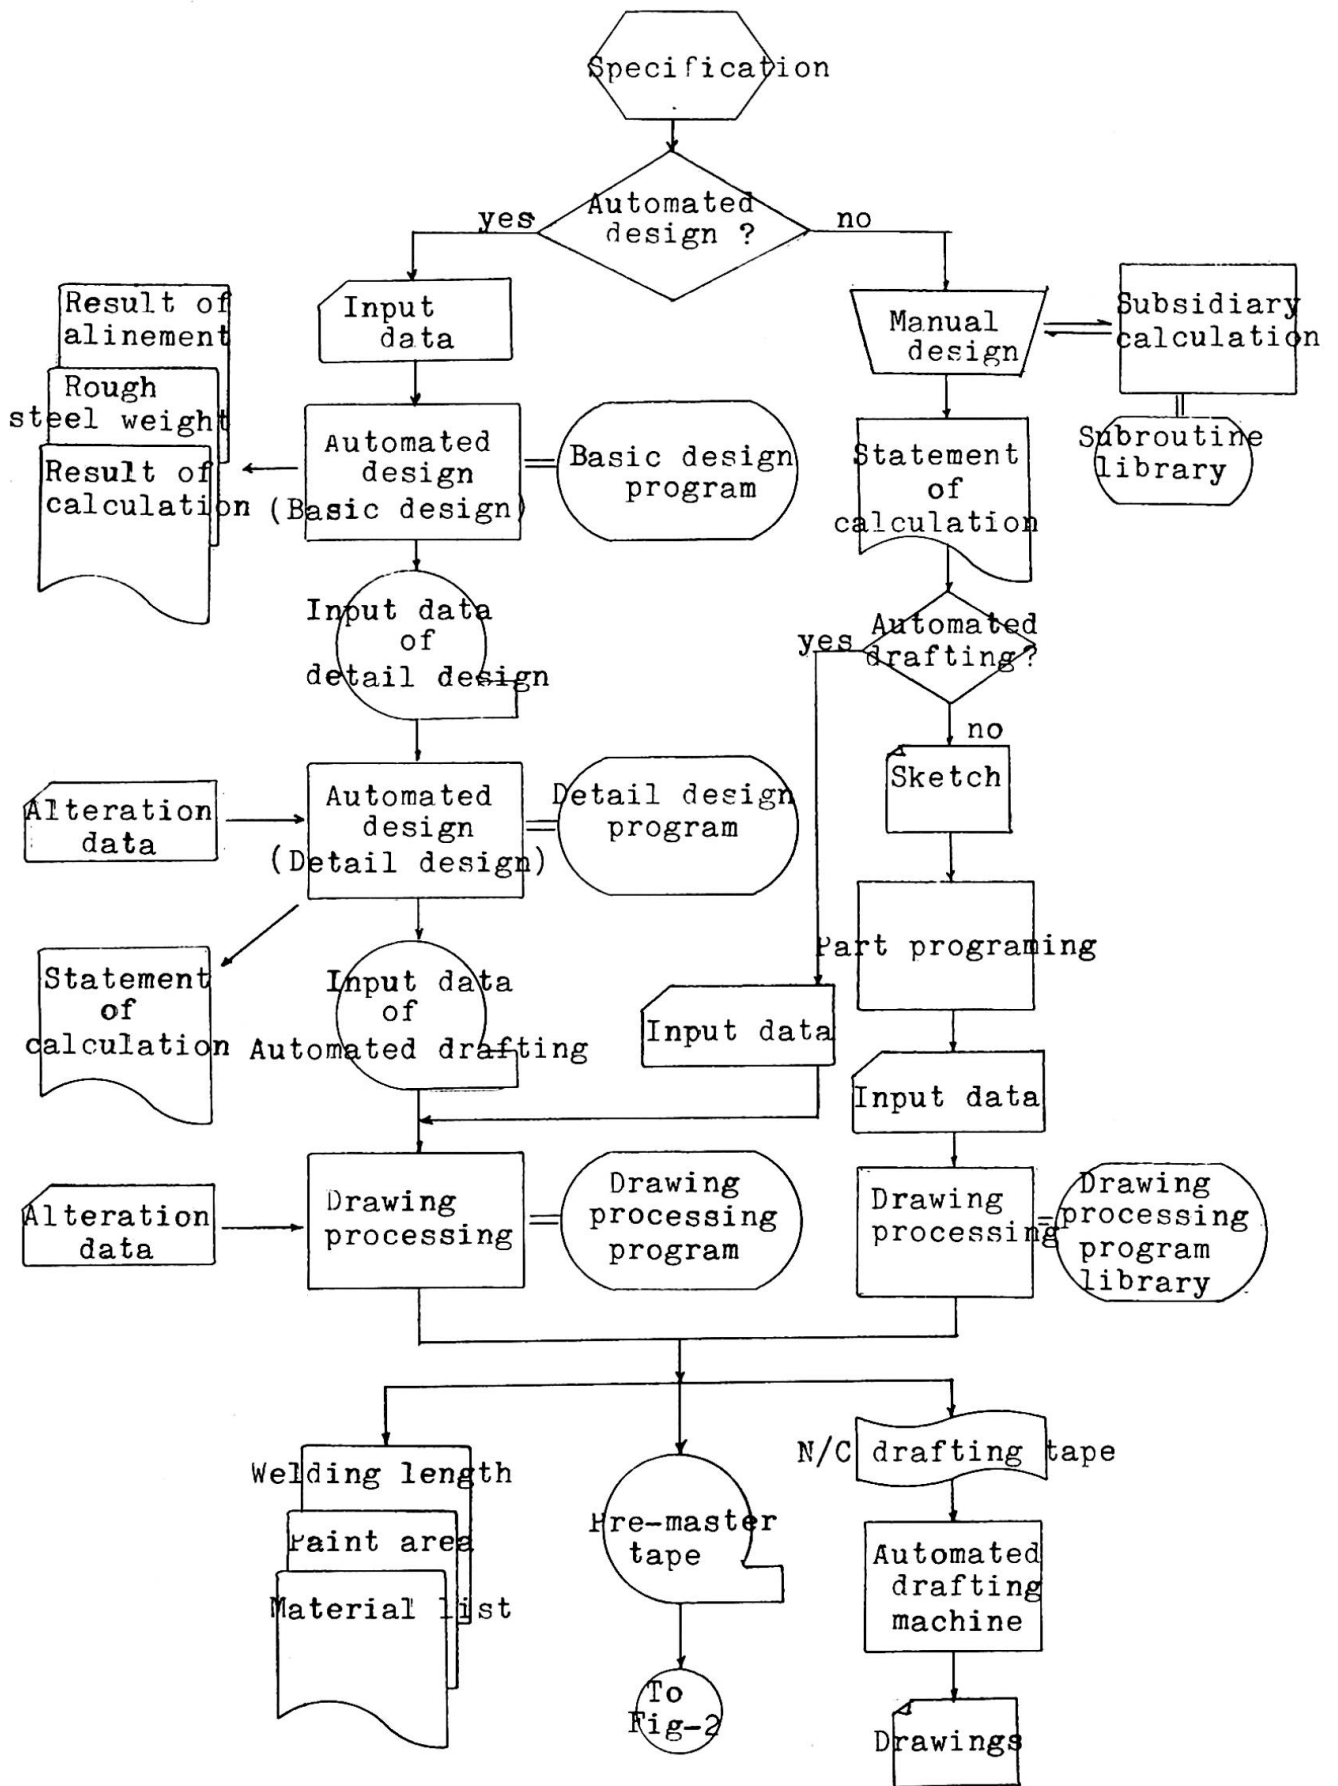 Specification
Automated
design ?
yes
no
Input
data
Result of
alinement
Rough
steel weight
Result of
calculation
Automated
design
(Basic design)
Basic design
program
Manual
design
Subsidiary
calculation
Subroutine
library
Statement
of
calculation
Input data
of
detail design
Automated
drafting?
yes
no
Sketch
Alteration
data
Automated
design
(Detail design)
Detail design
program
Part programing
Statement
of
calculation
Input data
of
Automated drafting
Input data
Input data
Alteration
data
Drawing
processing
Drawing
processing
program
Drawing
processing
Drawing
processing
program
library
Welding length
Paint area
Material list
Pre-master
tape
To
Fig-2
N/C drafting tape
Automated
drafting
machine
Drawings